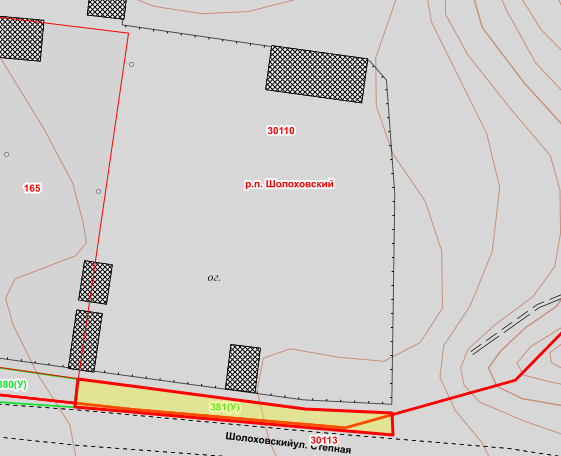 30110
р.п. Шолоховский
165
ог.
380(У)
381(У)
30113
Шолоховскийул. Степная